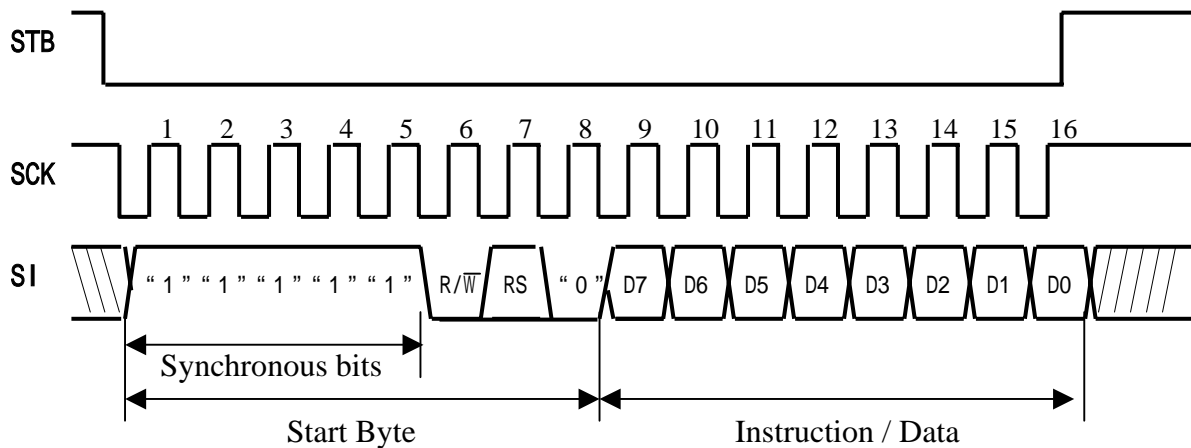 STB
1 2 3 4 5 6 7 8 9 10 11 12 13 14 15 16
SCK
SI “1” “1” “1” “1” “1” R/W̅ RS “0” D7 D6 D5 D4 D3 D2 D1 D0
Synchronous bits
Start Byte Instruction / Data